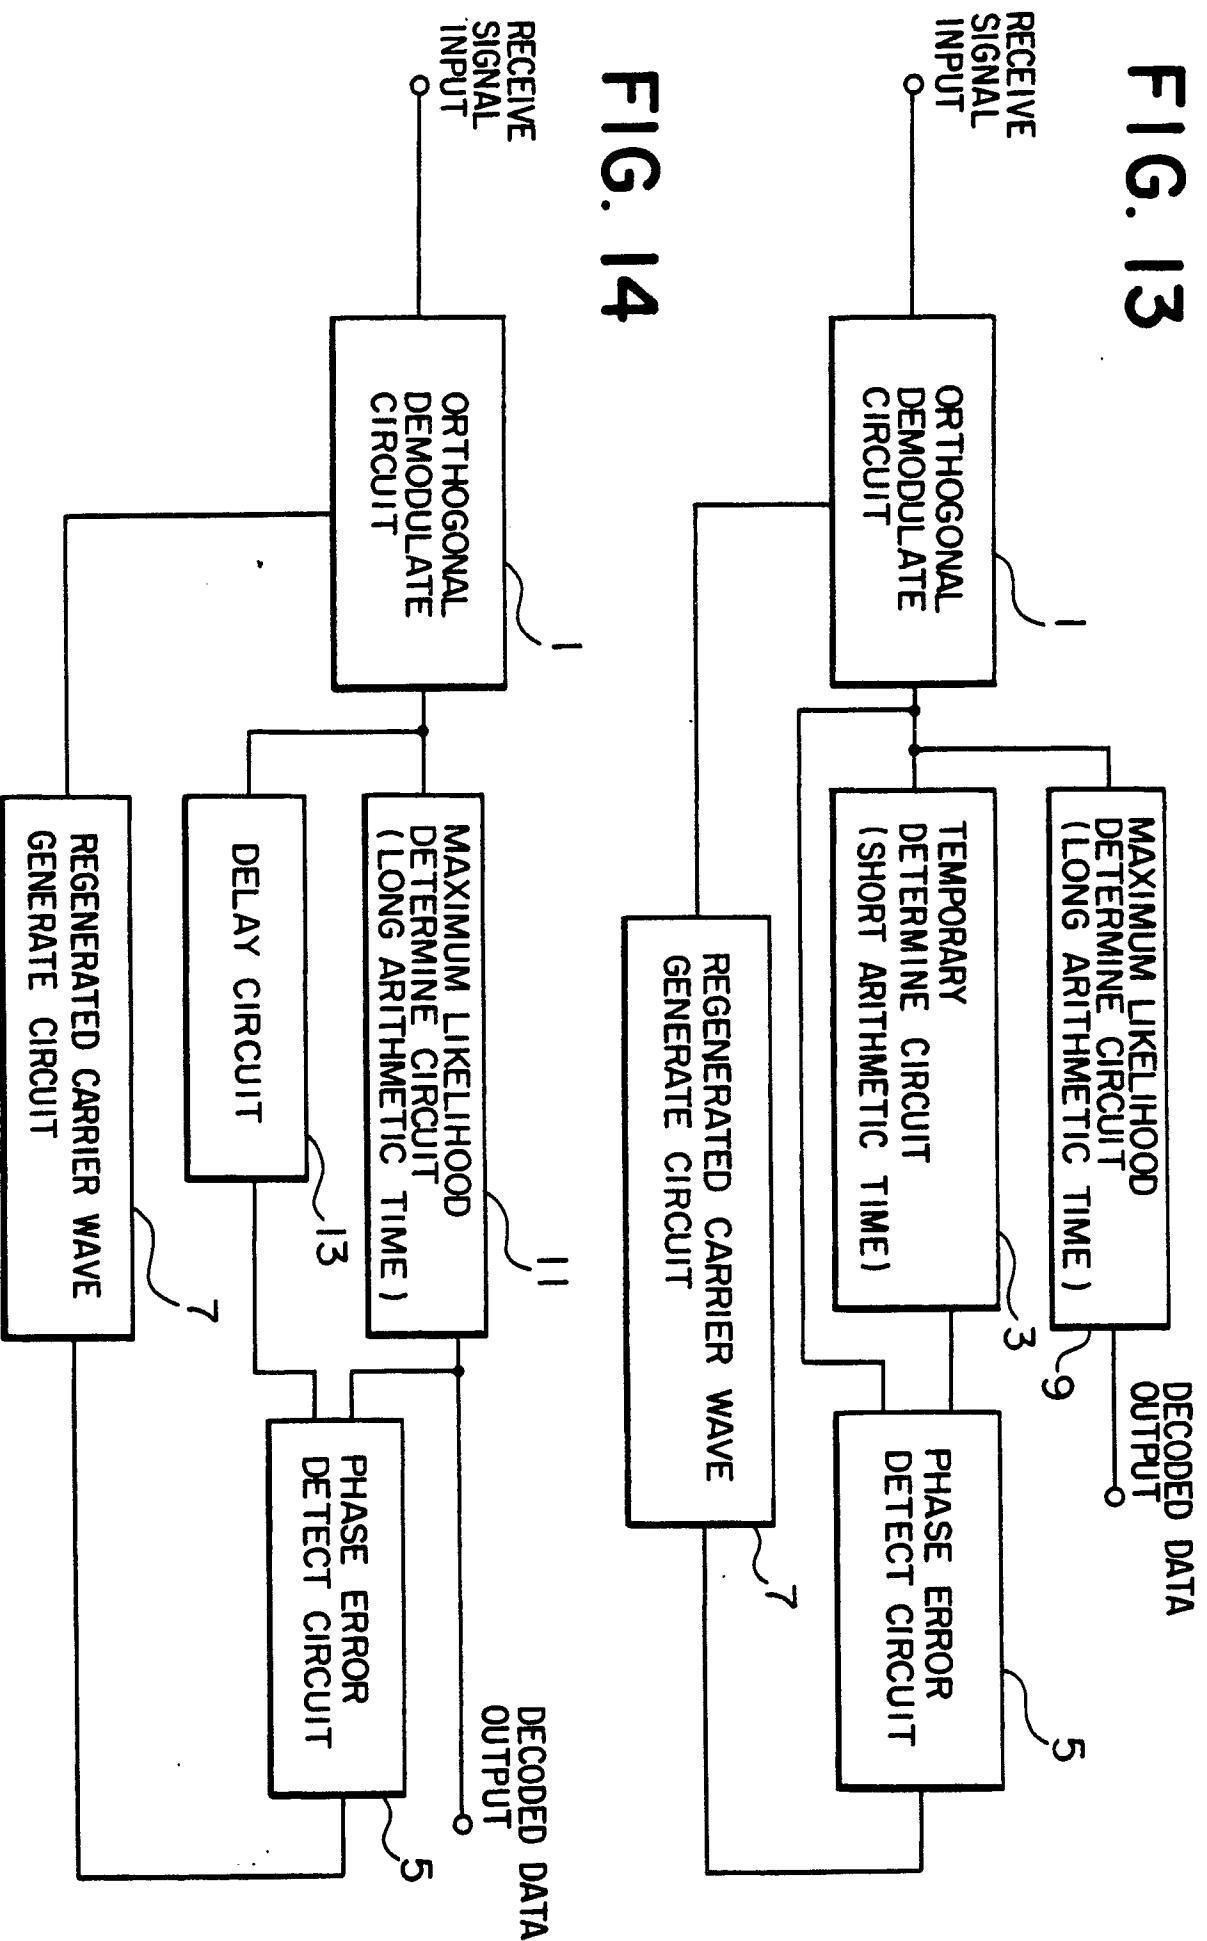 FIG. 13
RECEIVE
SIGNAL
INPUT
ORTHOGONAL
DEMODULATE
CIRCUIT
1
MAXIMUM LIKELIHOOD
DETERMINE CIRCUIT
(LONG ARITHMETIC TIME)
9
DECODED DATA
OUTPUT
TEMPORARY
DETERMINE CIRCUIT
(SHORT ARITHMETIC TIME)
3
PHASE ERROR
DETECT CIRCUIT
5
REGENERATED CARRIER WAVE
GENERATE CIRCUIT
7
FIG. 14
RECEIVE
SIGNAL
INPUT
ORTHOGONAL
DEMODULATE
CIRCUIT
1
MAXIMUM LIKELIHOOD
DETERMINE CIRCUIT
(LONG ARITHMETIC TIME)
11
DECODED DATA
OUTPUT
DELAY CIRCUIT
13
PHASE ERROR
DETECT CIRCUIT
5
REGENERATED CARRIER WAVE
GENERATE CIRCUIT
7